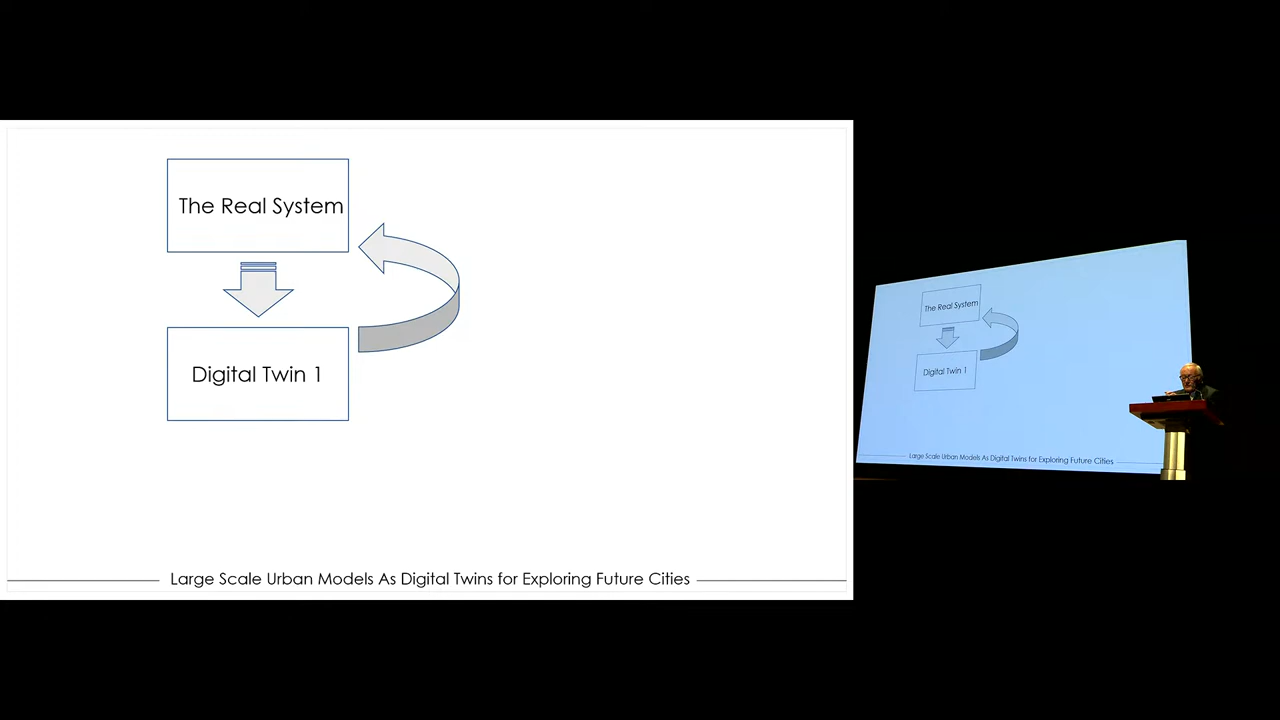 The Real System
Digital Twin 1
Large Scale Urban Models As Digital Twins for Exploring Future Cities
The Real System
Digital Twin 1
Large Scale Urban Models As Digital Twins for Exploring Future Cities